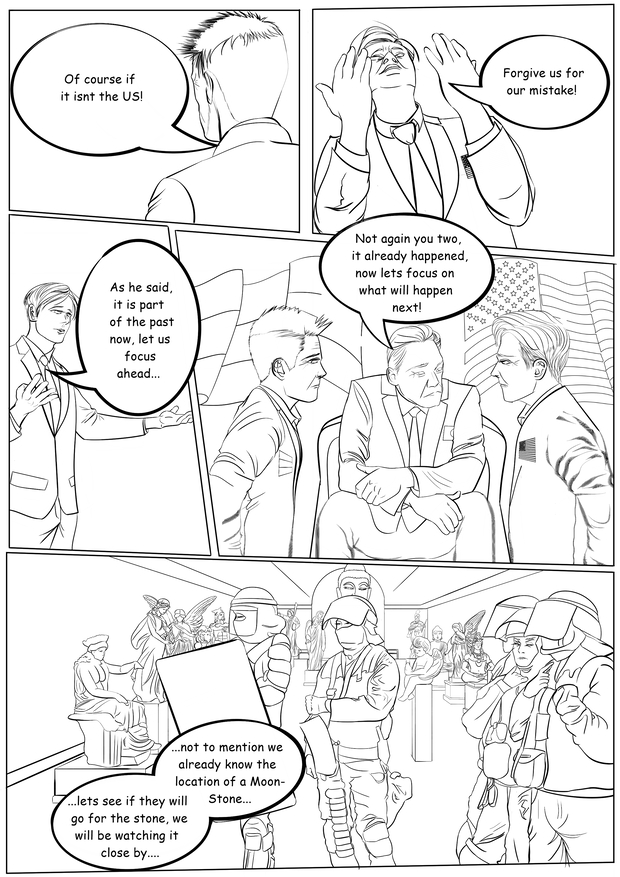 Of course if
it isnt the US!
Forgive us for
our mistake!
As he said,
it is part
of the past
now, let us
focus
ahead...
Not again you two,
it already happened,
now lets focus on
what will happen
next!
...not to mention we
already know the
location of a Moon-
Stone...
...lets see if they will
go for the stone, we
will be watching it
close by....